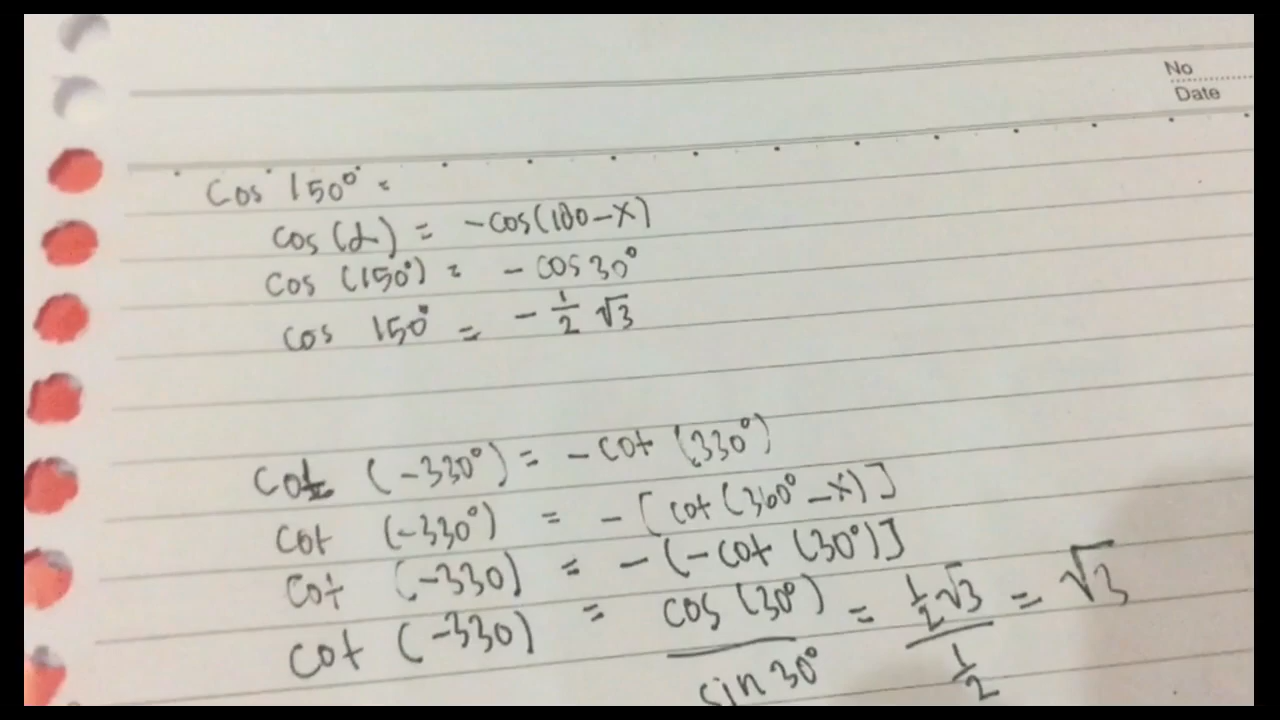 No
Date
Cos 150° =
cos (α) = -cos(180-x)
cos (150°) = - cos 30°
cos 150° = - 1/2 √3
Cot (-330°) = - cot (330°)
cot (-330°) = - [cot (360° - x)]
cot (-330) = - (-cot (30°)]
cot (-330) = cos (30°) / sin 30° = 1/2 √3 / 1/2 = √3